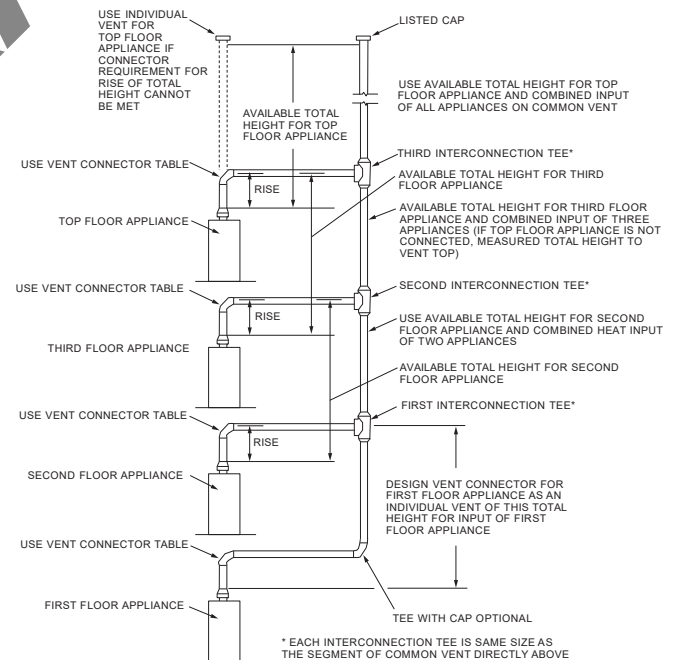 USE INDIVIDUAL
VENT FOR
TOP FLOOR
APPLIANCE IF
CONNECTOR
REQUIREMENT FOR
RISE OF TOTAL
HEIGHT CANNOT
BE MET
LISTED CAP
USE AVAILABLE TOTAL HEIGHT FOR TOP
FLOOR APPLIANCE AND COMBINED INPUT
OF ALL APPLIANCES ON COMMON VENT
AVAILABLE TOTAL
HEIGHT FOR TOP
FLOOR APPLIANCE
THIRD INTERCONNECTION TEE*
USE VENT CONNECTOR TABLE
AVAILABLE TOTAL HEIGHT FOR THIRD
FLOOR APPLIANCE
RISE
TOP FLOOR APPLIANCE
AVAILABLE TOTAL HEIGHT FOR THIRD FLOOR
APPLIANCE AND COMBINED INPUT OF THREE
APPLIANCES (IF TOP FLOOR APPLIANCE IS NOT
CONNECTED, MEASURED TOTAL HEIGHT TO
VENT TOP)
SECOND INTERCONNECTION TEE*
USE VENT CONNECTOR TABLE
RISE
USE AVAILABLE TOTAL HEIGHT FOR SECOND
FLOOR APPLIANCE AND COMBINED HEAT INPUT
OF TWO APPLIANCES
THIRD FLOOR APPLIANCE
AVAILABLE TOTAL HEIGHT FOR SECOND
FLOOR APPLIANCE
FIRST INTERCONNECTION TEE*
USE VENT CONNECTOR TABLE
RISE
SECOND FLOOR APPLIANCE
DESIGN VENT CONNECTOR FOR
FIRST FLOOR APPLIANCE AS AN
INDIVIDUAL VENT OF THIS TOTAL
HEIGHT FOR INPUT OF FIRST
FLOOR APPLIANCE
USE VENT CONNECTOR TABLE
FIRST FLOOR APPLIANCE
TEE WITH CAP OPTIONAL
* EACH INTERCONNECTION TEE IS SAME SIZE AS
THE SEGMENT OF COMMON VENT DIRECTLY ABOVE